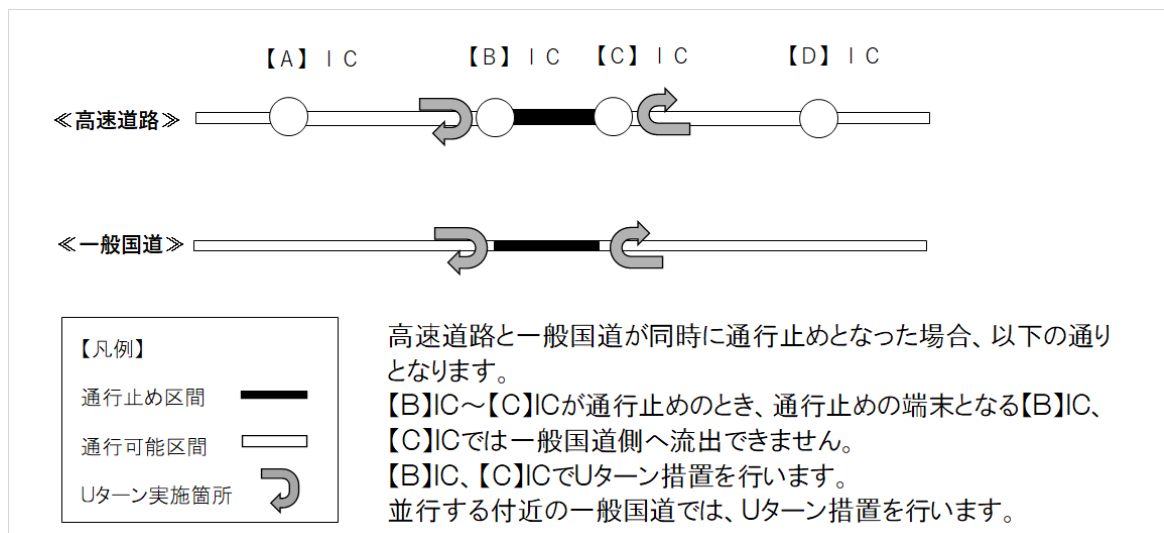 【A】ＩＣ 【B】ＩＣ 【C】ＩＣ 【D】ＩＣ
≪高速道路≫
≪一般国道≫
【凡例】
通行止め区間
通行可能区間
Uターン実施箇所
高速道路と一般国道が同時に通行止めとなった場合、以下の通り
となります。
【B】IC～【C】ICが通行止めのとき、通行止めの端末となる【B】IC、
【C】ICでは一般国道側へ流出できません。
【B】IC、【C】ICでUターン措置を行います。
並行する付近の一般国道では、Uターン措置を行います。